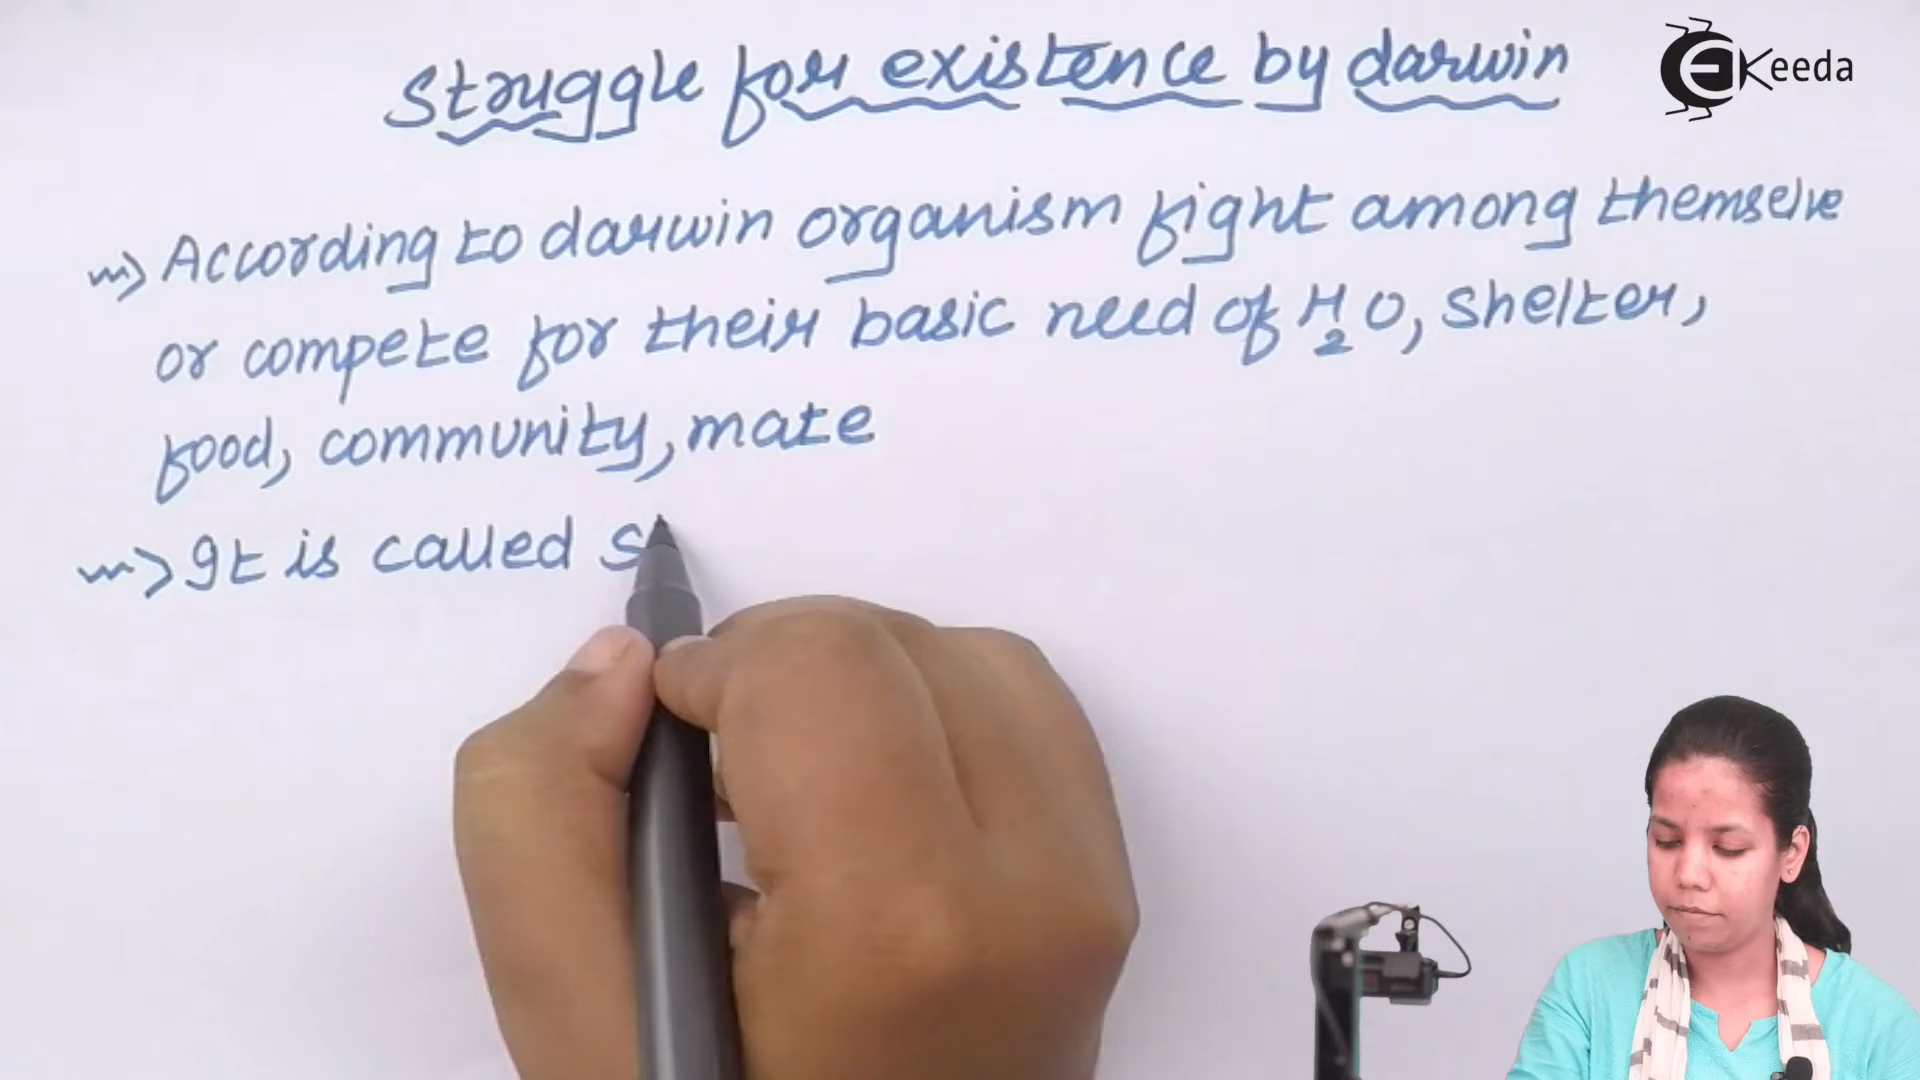 Struggle for existence by darwin
EKeeda
According to darwin organism fight among themselve
or compete for their basic need of H₂O, shelter,
food, community, mate
It is called s